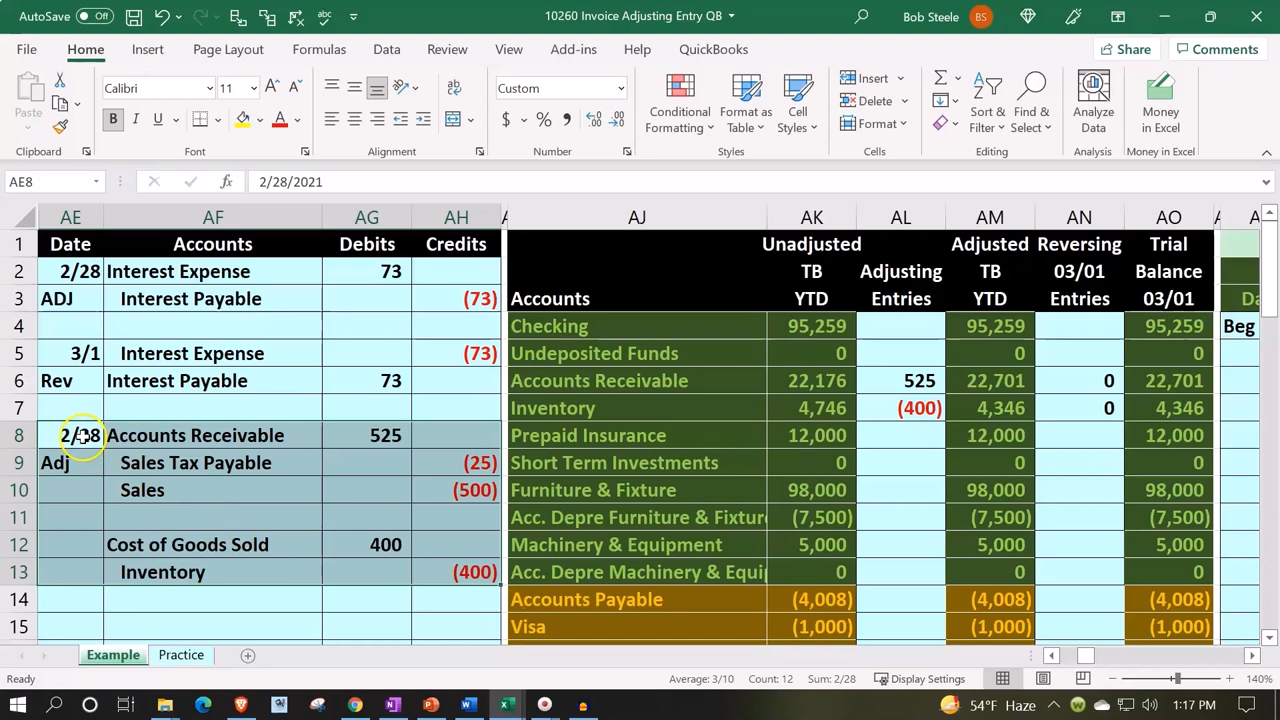 AutoSave Off 10260 Invoice Adjusting Entry QB Bob Steele BS
File Home Insert Page Layout Formulas Data Review View Add-ins Help QuickBooks Share Comments
Paste Calibri 11 Custom Insert Delete Format
B I U $ % Conditional Formatting Format as Table Cell Styles Sort & Filter Find & Select Analyze Data Money in Excel
Clipboard Font Alignment Number Styles Cells Editing Analysis Money in Excel
AE8 fx 2/28/2021
AE AF AG AH AJ AK AL AM AN AO
1 Date Accounts Debits Credits Unadjusted Adjusted Reversing Trial
2 2/28 Interest Expense 73 TB Adjusting TB 03/01 Balance
3 ADJ Interest Payable (73) Accounts YTD Entries YTD Entries 03/01
4 Checking 95,259 95,259 95,259 Beg
5 3/1 Interest Expense (73) Undeposited Funds 0 0 0
6 Rev Interest Payable 73 Accounts Receivable 22,176 525 22,701 0 22,701
7 Inventory 4,746 (400) 4,346 0 4,346
8 2/28 Accounts Receivable 525 Prepaid Insurance 12,000 12,000 12,000
9 Adj Sales Tax Payable (25) Short Term Investments 0 0 0
10 Sales (500) Furniture & Fixture 98,000 98,000 98,000
11 Acc. Depre Furniture & Fixture (7,500) (7,500) (7,500)
12 Cost of Goods Sold 400 Machinery & Equipment 5,000 5,000 5,000
13 Inventory (400) Acc. Depre Machinery & Equip 0 0 0
14 Accounts Payable (4,008) (4,008) (4,008)
15 Visa (1,000) (1,000) (1,000)
Example Practice
Ready Average: 3/10 Count: 12 Sum: 2/28 Display Settings 140%
54°F Haze 1:17 PM